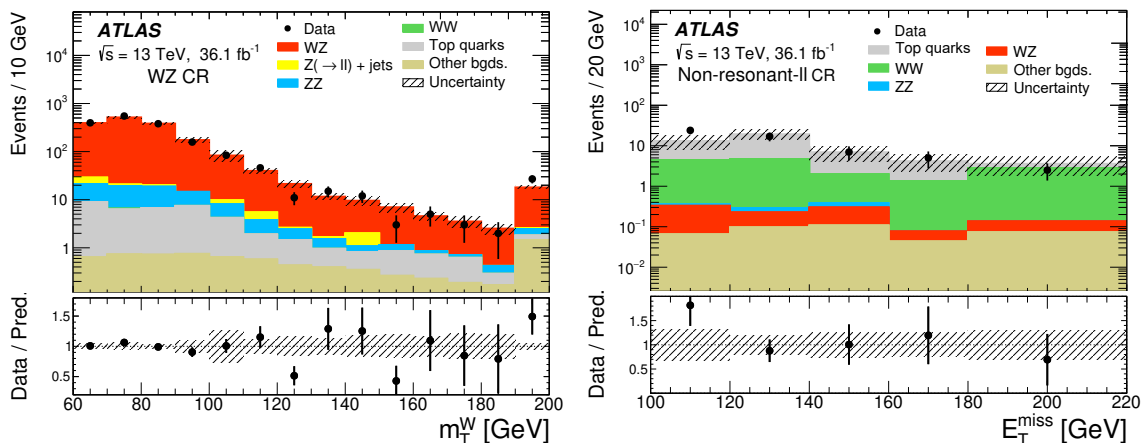 ATLAS
√s = 13 TeV, 36.1 fb⁻¹
WZ CR
Data
WZ
Z(→ll) + jets
ZZ
WW
Top quarks
Other bgds.
Uncertainty
Events / 10 GeV
10⁴
10³
10²
10
1
Data / Pred.
1.5
1
0.5
60 80 100 120 140 160 180 200
m_T^W [GeV]
ATLAS
√s = 13 TeV, 36.1 fb⁻¹
Non-resonant-ll CR
Data
Top quarks
WW
ZZ
WZ
Other bgds.
Uncertainty
Events / 20 GeV
10⁴
10³
10²
10
1
10⁻¹
10⁻²
Data / Pred.
1.5
1
0.5
100 120 140 160 180 200 220
E_T^miss [GeV]